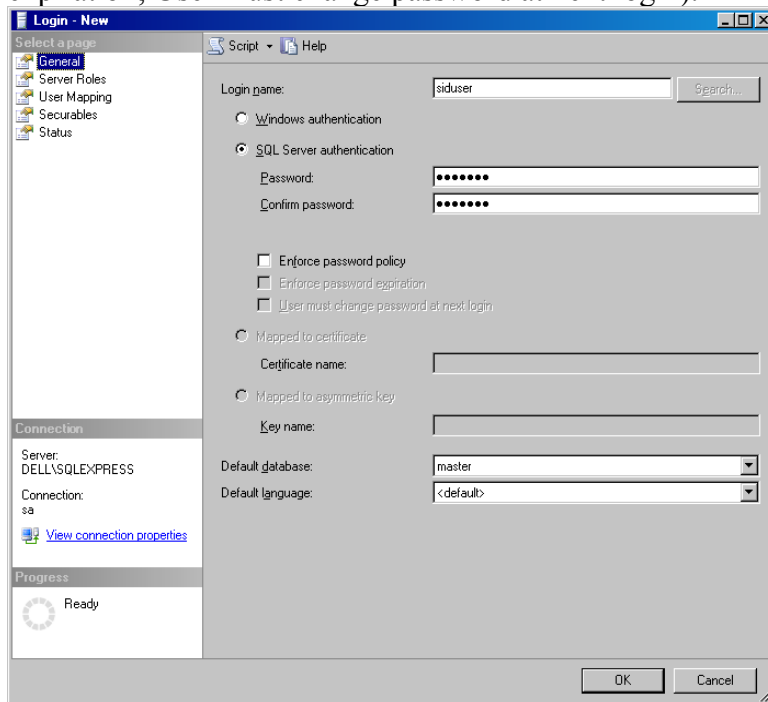 Login - New
Select a page
General
Server Roles
User Mapping
Securables
Status
Script Help
Login name: siduser Search...
Windows authentication
SQL Server authentication
Password: •••••••
Confirm password: •••••••
Enforce password policy
Enforce password expiration
User must change password at next login
Mapped to certificate
Certificate name:
Mapped to asymmetric key
Key name:
Default database: master
Default language: <default>
Connection
Server:
DELL\SQLEXPRESS
Connection:
sa
View connection properties
Progress
Ready
OK Cancel